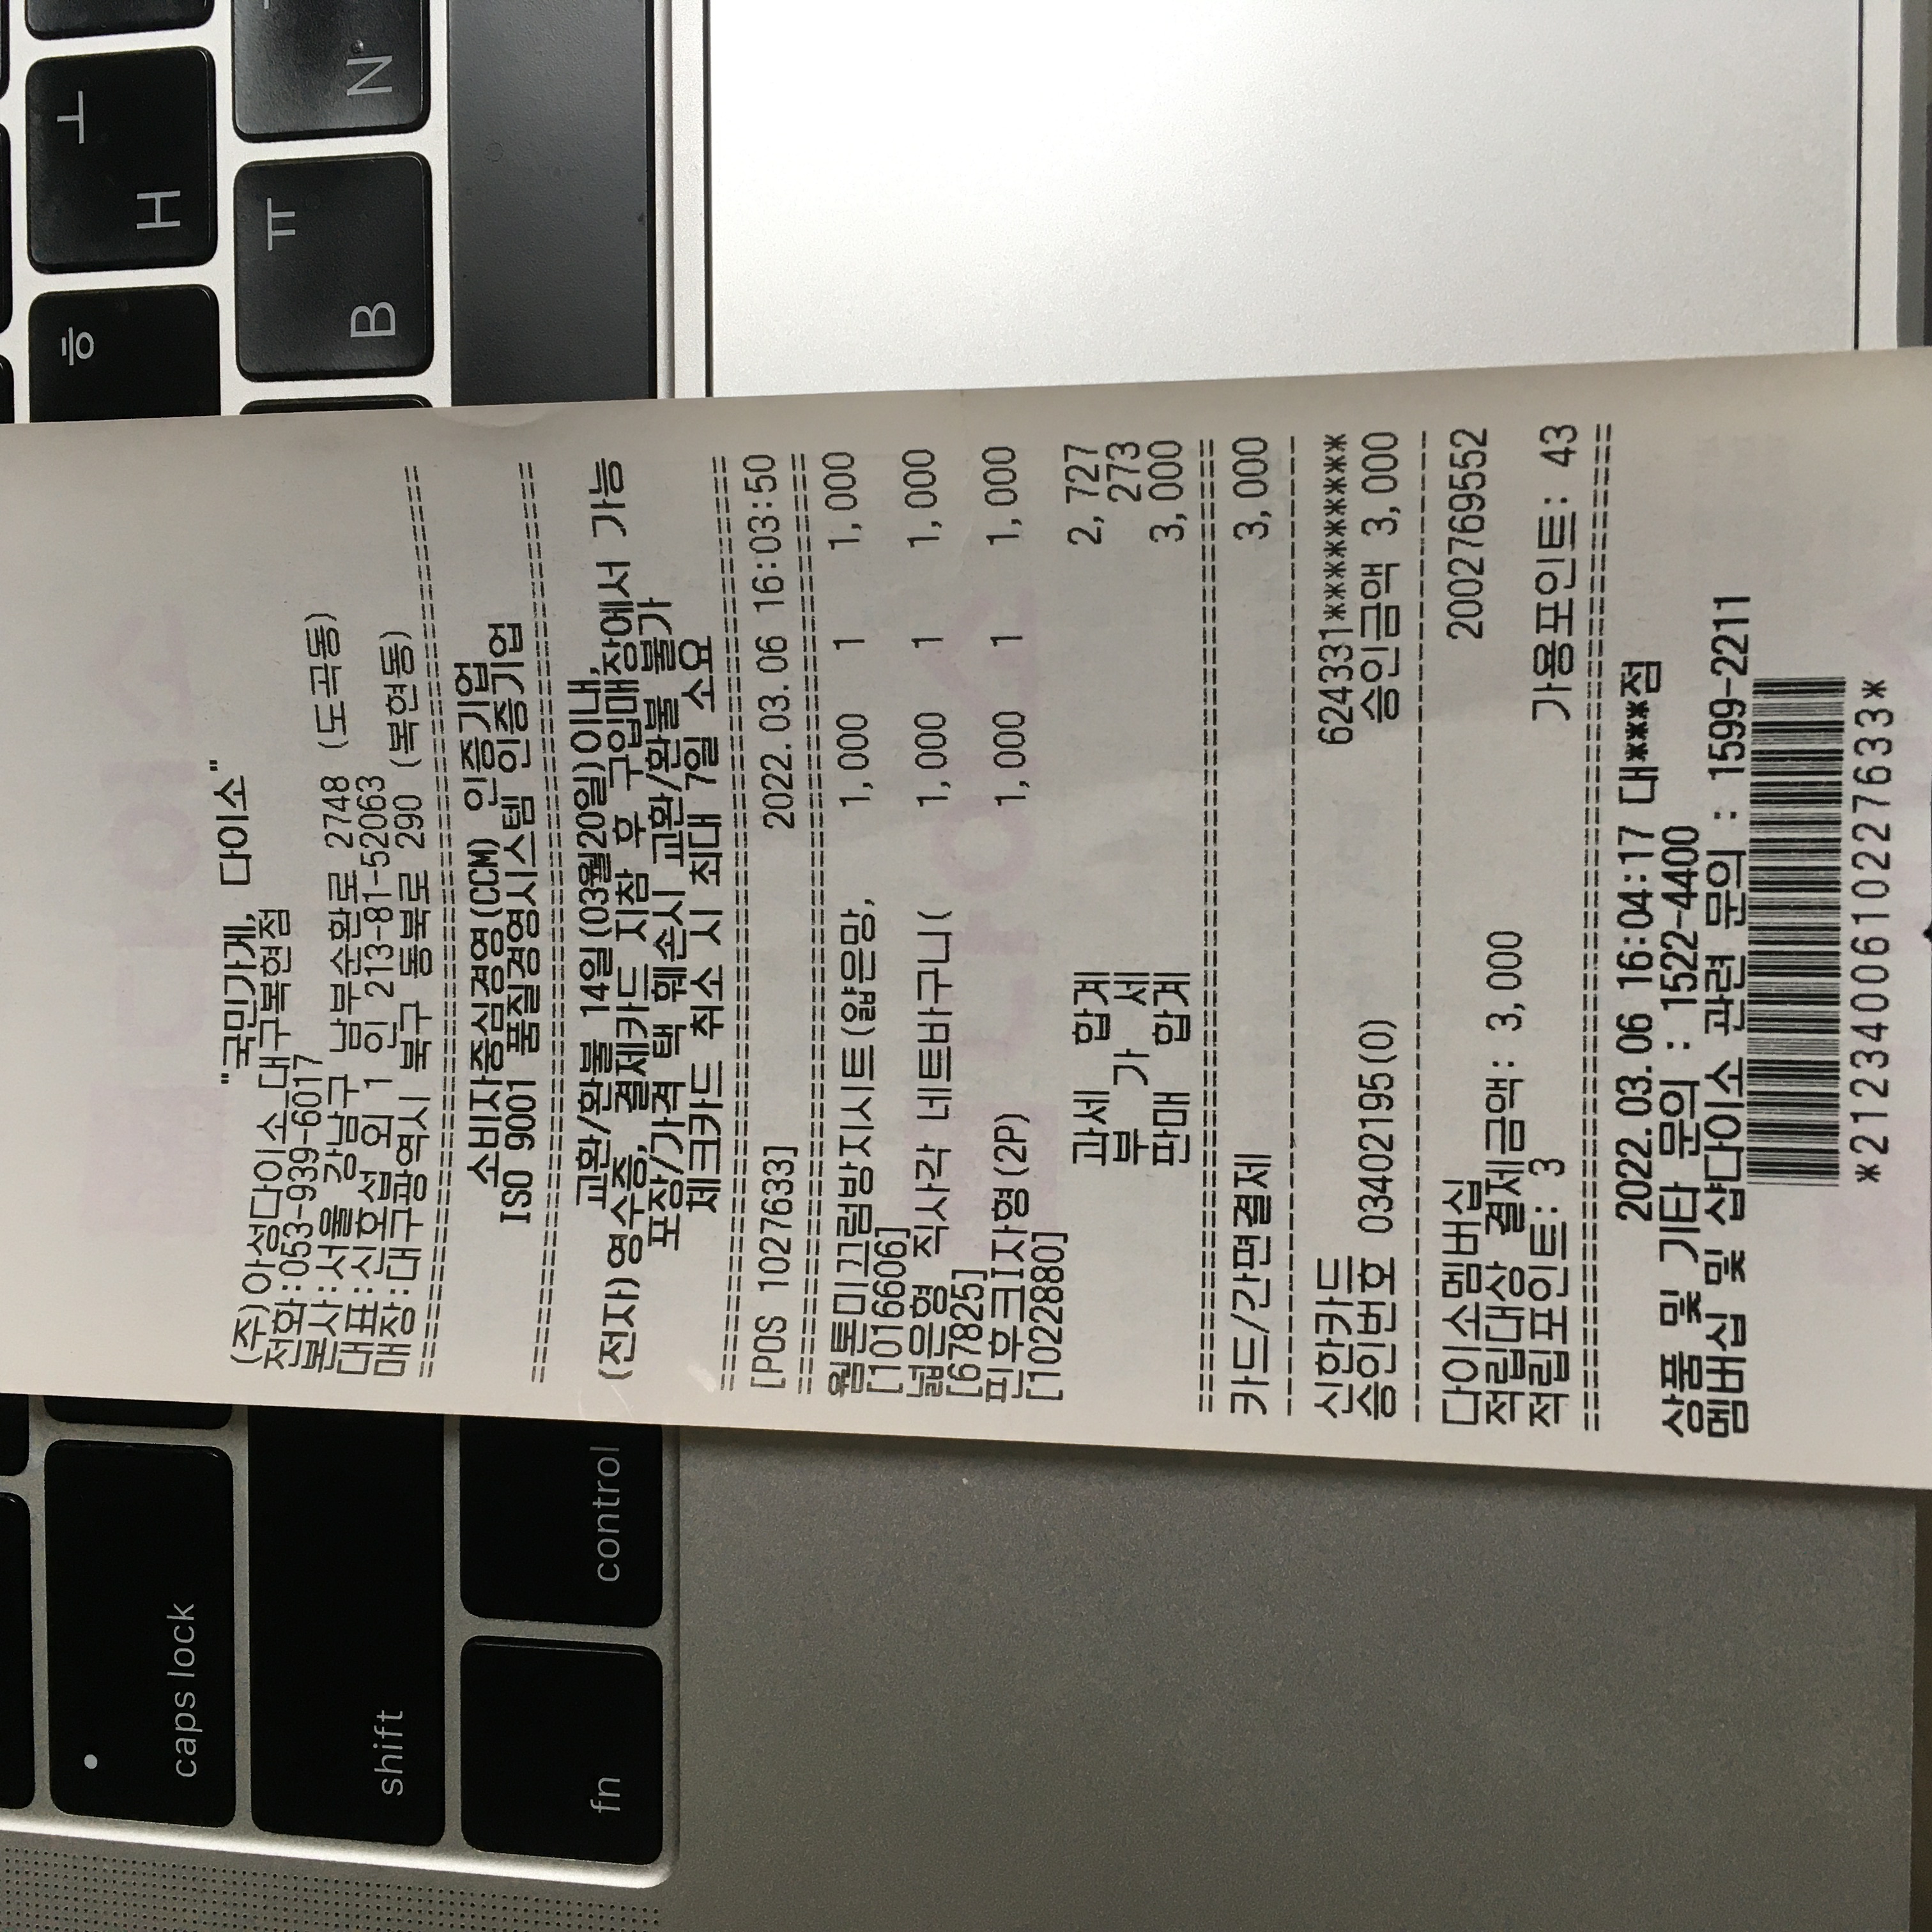 caps lock
shift
fn
control
ㅎ
ㅗ
H
ㅠ
B
N
"국민가게, 다이소"
(주)아성다이소_대구복현점
전화:053-939-6017
본사:서울 강남구 남부순환로 2748 (도곡동)
대표:신호섭 외 1 인 213-81-52063
매장:대구광역시 북구 동북로 290 (복현동)
소비자중심경영(CCM) 인증기업
ISO 9001 품질경영시스템 인증기업
교환/환불 14일(03월20일)이내,
(전자)영수증, 결제카드 지참 후 구입매장에서 가능
포장/가격 택 훼손시 교환/환불 불가
체크카드 취소 시 최대 7일 소요
[POS 1027633] 2022.03.06 16:03:50
웜톤미끄럼방지시트(얇은망, 1,000 1 1,000
[1016606]
넓은형 직사각 네트바구니( 1,000 1 1,000
[67825]
핀후크I자형(2P) 1,000 1 1,000
[1022880]
과세 합계 2,727
부 가 세 273
판매 합계 3,000
카드/간편결제 3,000
신한카드 624331*********
승인번호 03402195(0) 승인금액 3,000
다이소멤버십 2002769552
적립대상 결제금액: 3,000
적립포인트: 3 가용포인트: 43
2022.03.06 16:04:17 대***점
상품 및 기타 문의 : 1522-4400
멤버십 및 샵다이소 관련 문의 : 1599-2211
*2123400610227633*